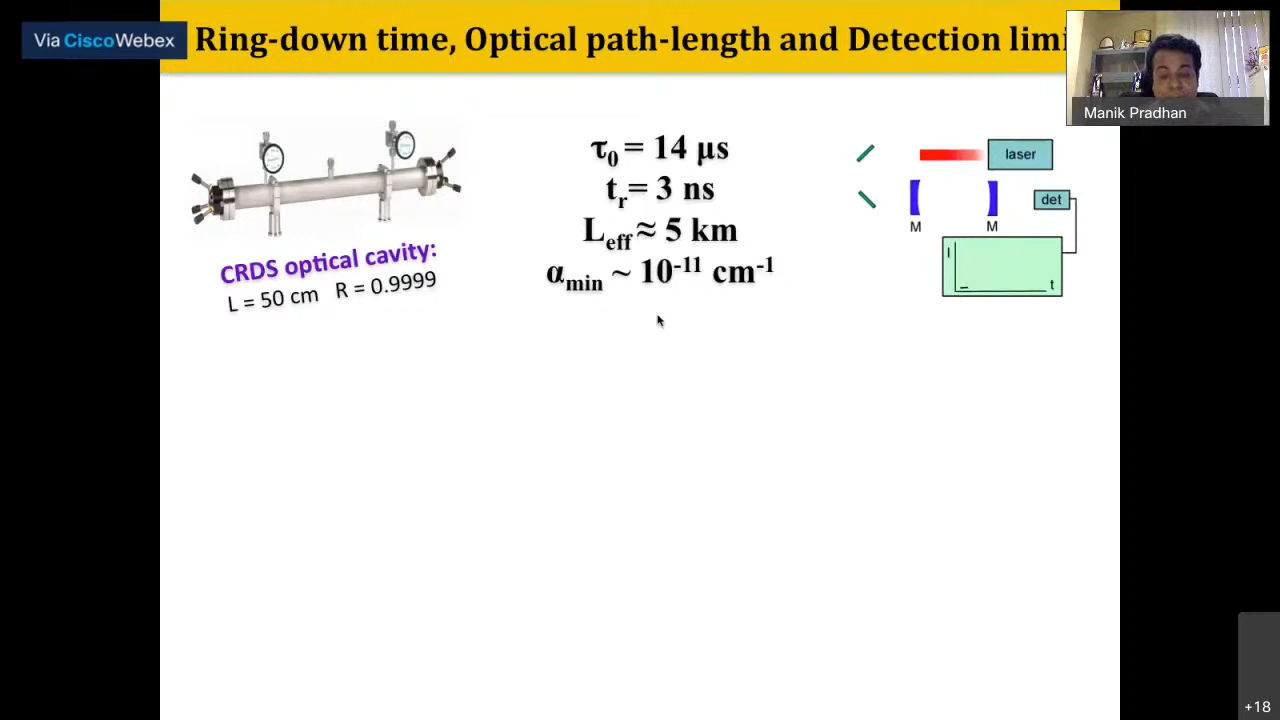 Via CiscoWebex
Ring-down time, Optical path-length and Detection limi
Manik Pradhan
τ0 = 14 μs
tr = 3 ns
Leff ≈ 5 km
αmin ~ 10-11 cm-1
CRDS optical cavity:
L = 50 cm R = 0.9999
laser
det
M M
I
t
+18